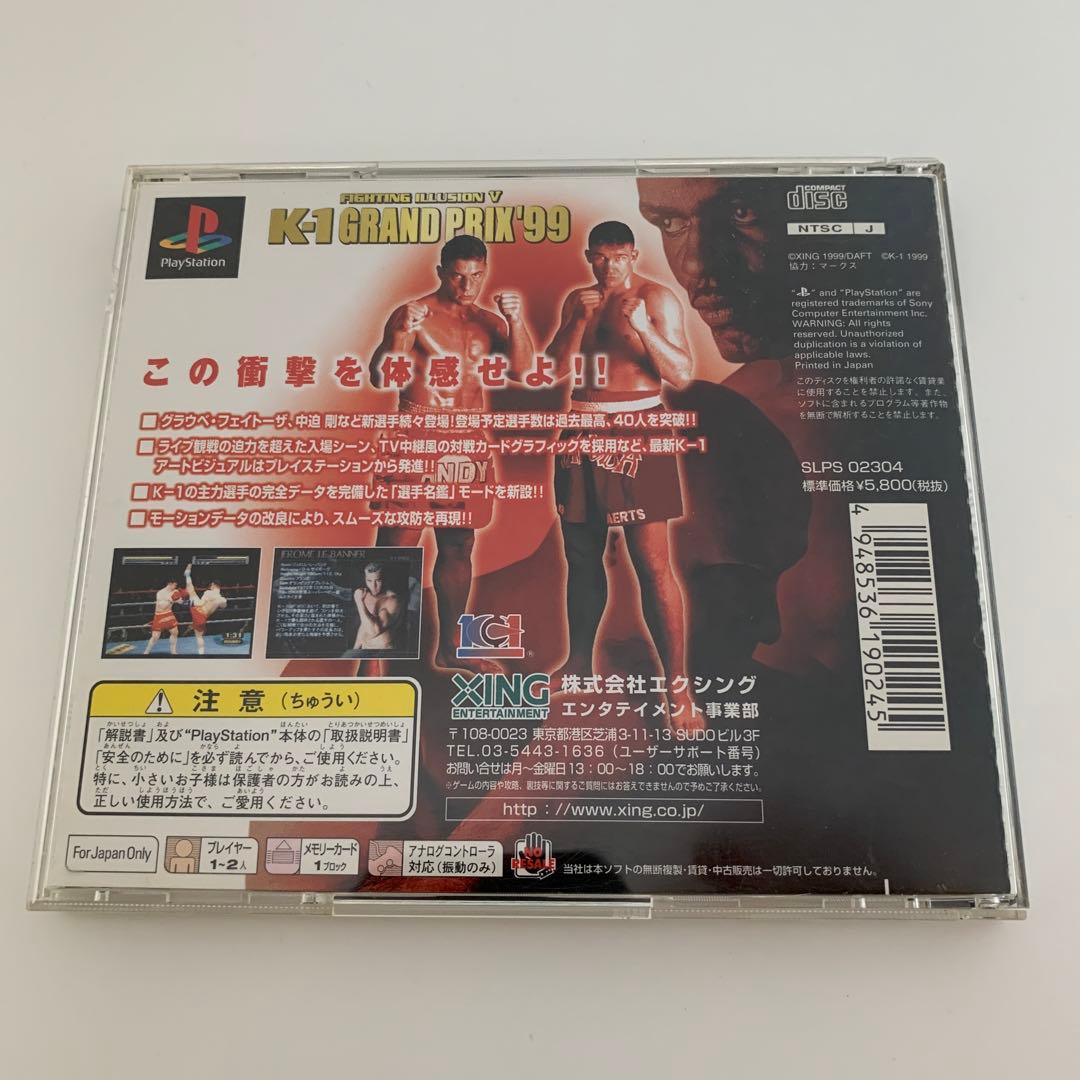 PlayStation
FIGHTING ILLUSION V
K-1 GRAND PRIX'99
COMPACT
disc
NTSC J
©XING 1999/DAFT ©K-1 1999
協力：マークス
" " and "PlayStation" are
registered trademarks of Sony
Computer Entertainment Inc.
WARNING: All rights
reserved. Unauthorized
duplication is a violation of
applicable laws.
Printed in Japan
このディスクを権利者の許諾なく賃貸業
に使用することを禁止します。また、
ソフトに含まれるプログラム等著作物
を無断で解析することを禁止します。
SLPS 02304
標準価格¥5,800(税抜)
4 948536 190245
この衝撃を体感せよ!!
■グラウベ・フェイトーザ、中迫 剛など新選手続々登場!登場予定選手数は過去最高、40人を突破!!
■ライブ観戦の迫力を超えた入場シーン、TV中継風の対戦カードグラフィックを採用など、最新K-1
アートビジュアルはプレイステーションから発進!!
■K-1の主力選手の完全データを完備した「選手名鑑」モードを新設!!
■モーションデータの改良により、スムーズな攻防を再現!!
ANDY
AERTS
1:31
JEROME LE BANNER
XING
ENTERTAINMENT
株式会社エクシング
エンタテイメント事業部
〒108-0023 東京都港区芝浦3-11-13 SUDOビル3F
TEL.03-5443-1636（ユーザーサポート番号）
お問い合せは月〜金曜日13：00〜18：00でお願いします。
※ゲームの内容や攻略、裏技等に関するご質問にはお答えできませんので予めご了承ください。
http：//www.xing.co.jp/
注意（ちゅうい）
「解説書」及び"PlayStation"本体の「取扱説明書」
「安全のために」を必ず読んでから、ご使用ください。
特に、小さいお子様は保護者の方がお読みの上、
正しい使用方法で、ご愛用ください。
For Japan Only
プレイヤー
1~2人
メモリーカード
1ブロック
アナログコントローラ
対応(振動のみ)
NO
RESALE
当社は本ソフトの無断複製・賃貸・中古販売は一切許可しておりません。